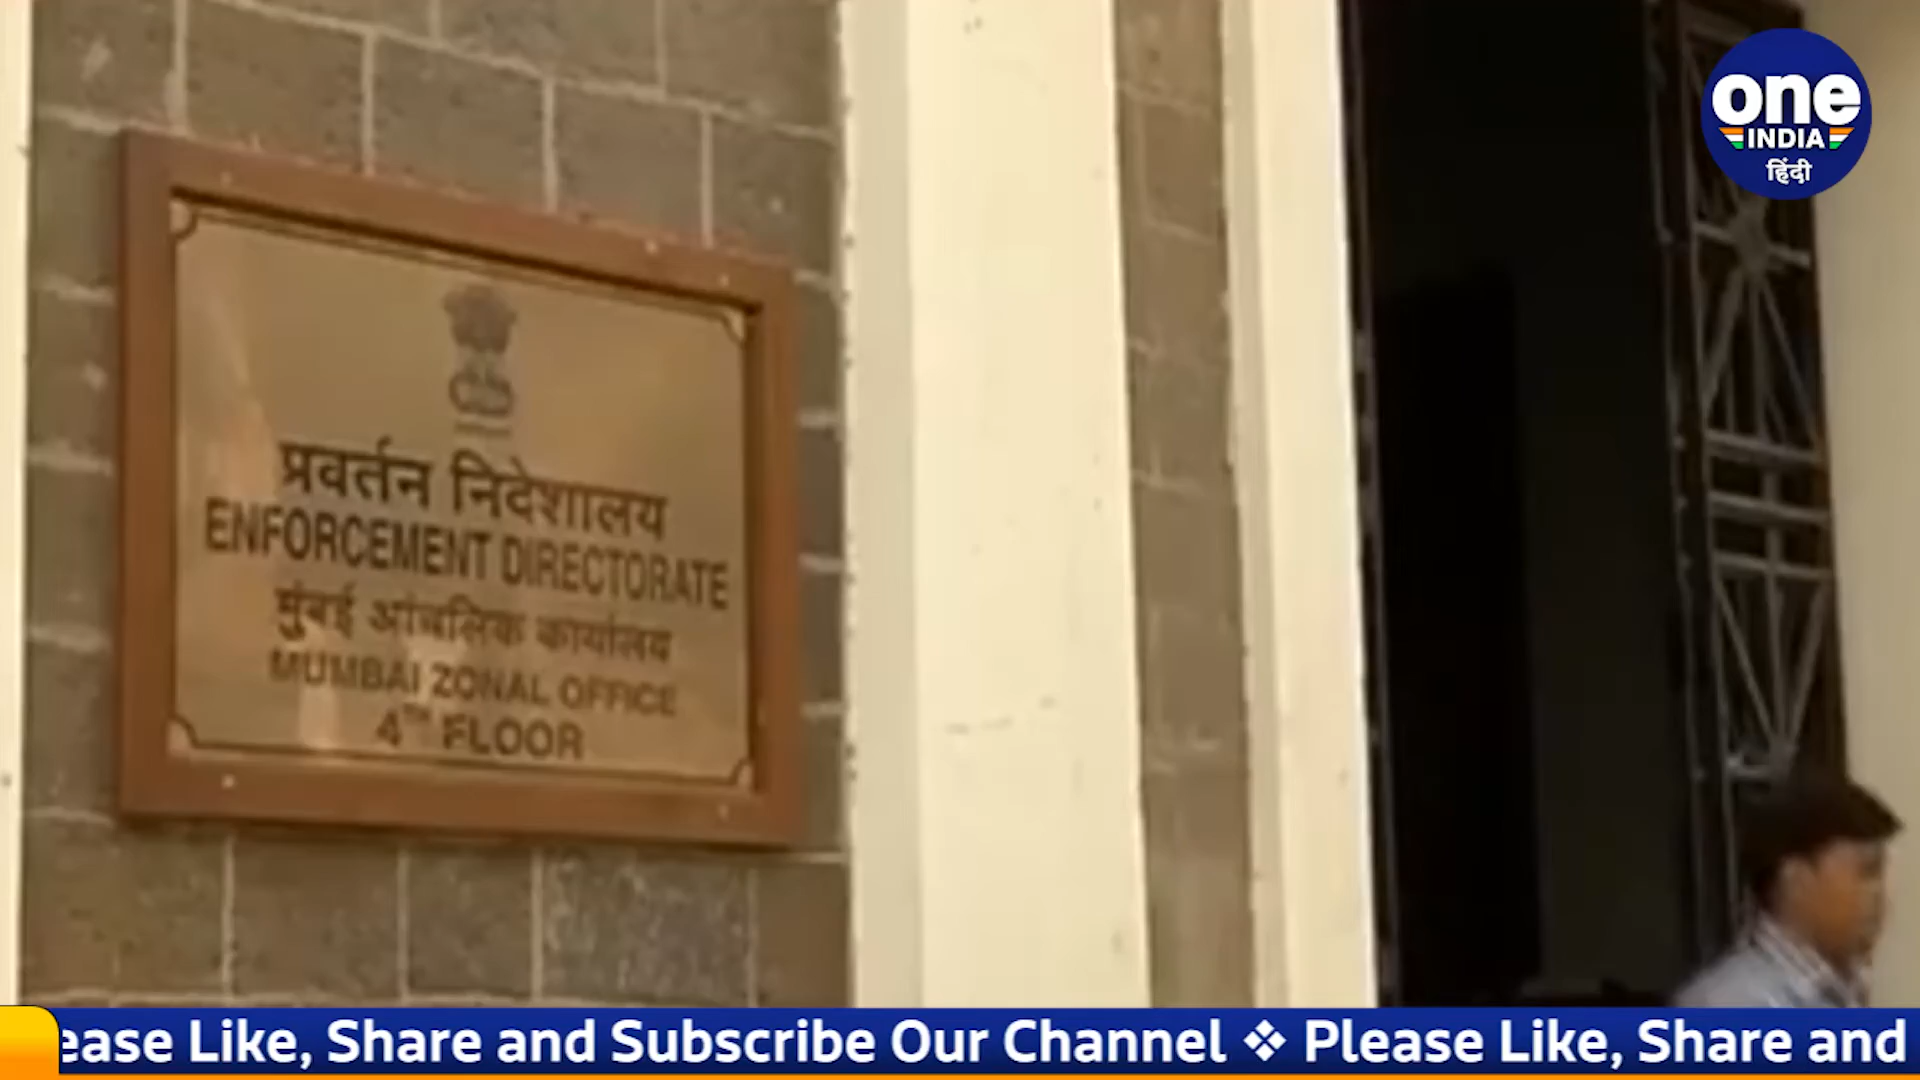 one
INDIA
हिंदी
प्रवर्तन निदेशालय
ENFORCEMENT DIRECTORATE
मुंबई आंचलिक कार्यालय
MUMBAI ZONAL OFFICE
4TH FLOOR
ease Like, Share and Subscribe Our Channel ❖ Please Like, Share and